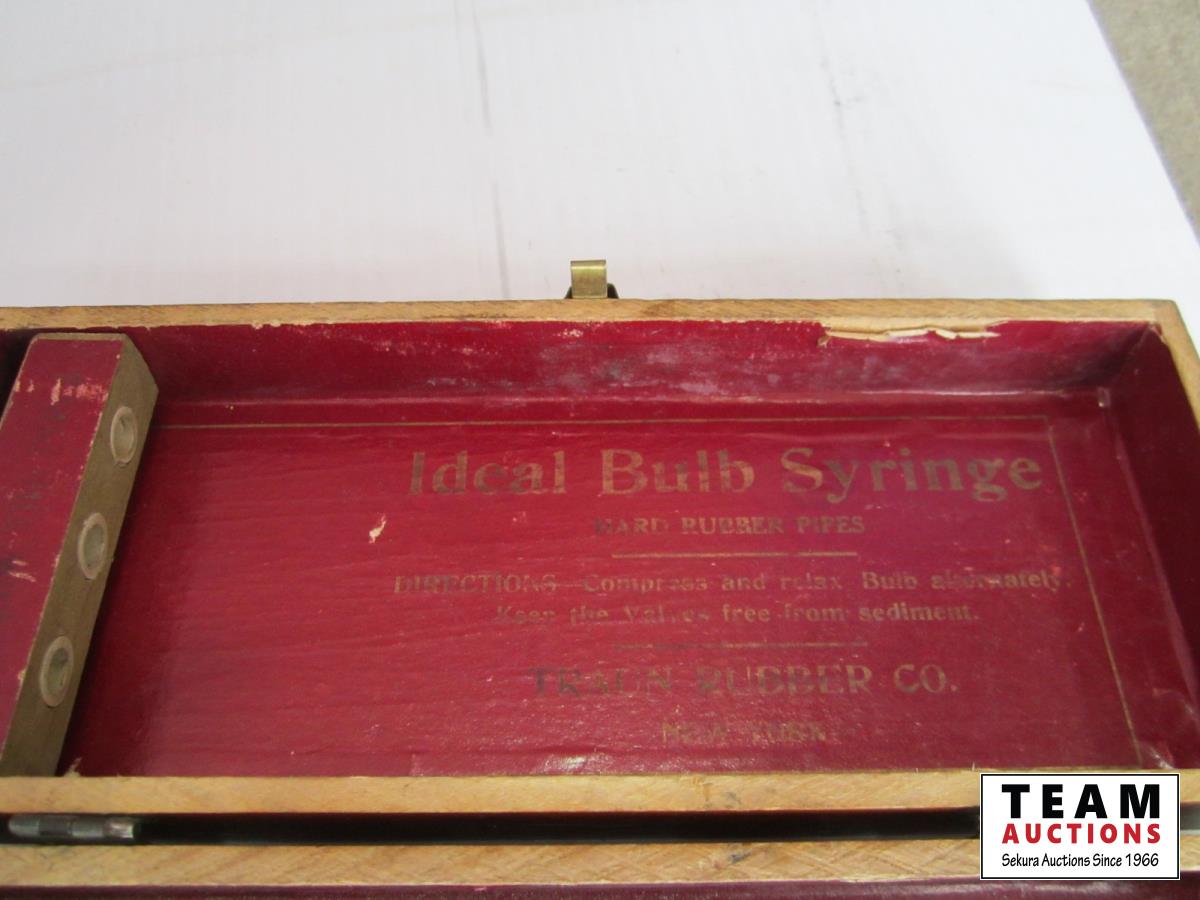 Ideal Bulb Syringe
HARD RUBBER PIPES
DIRECTIONS—Compress and relax Bulb alternately.
Keep the Valves free from sediment.
TRAUN RUBBER CO.
NEW YORK
TEAM
AUCTIONS
Sekura Auctions Since 1966